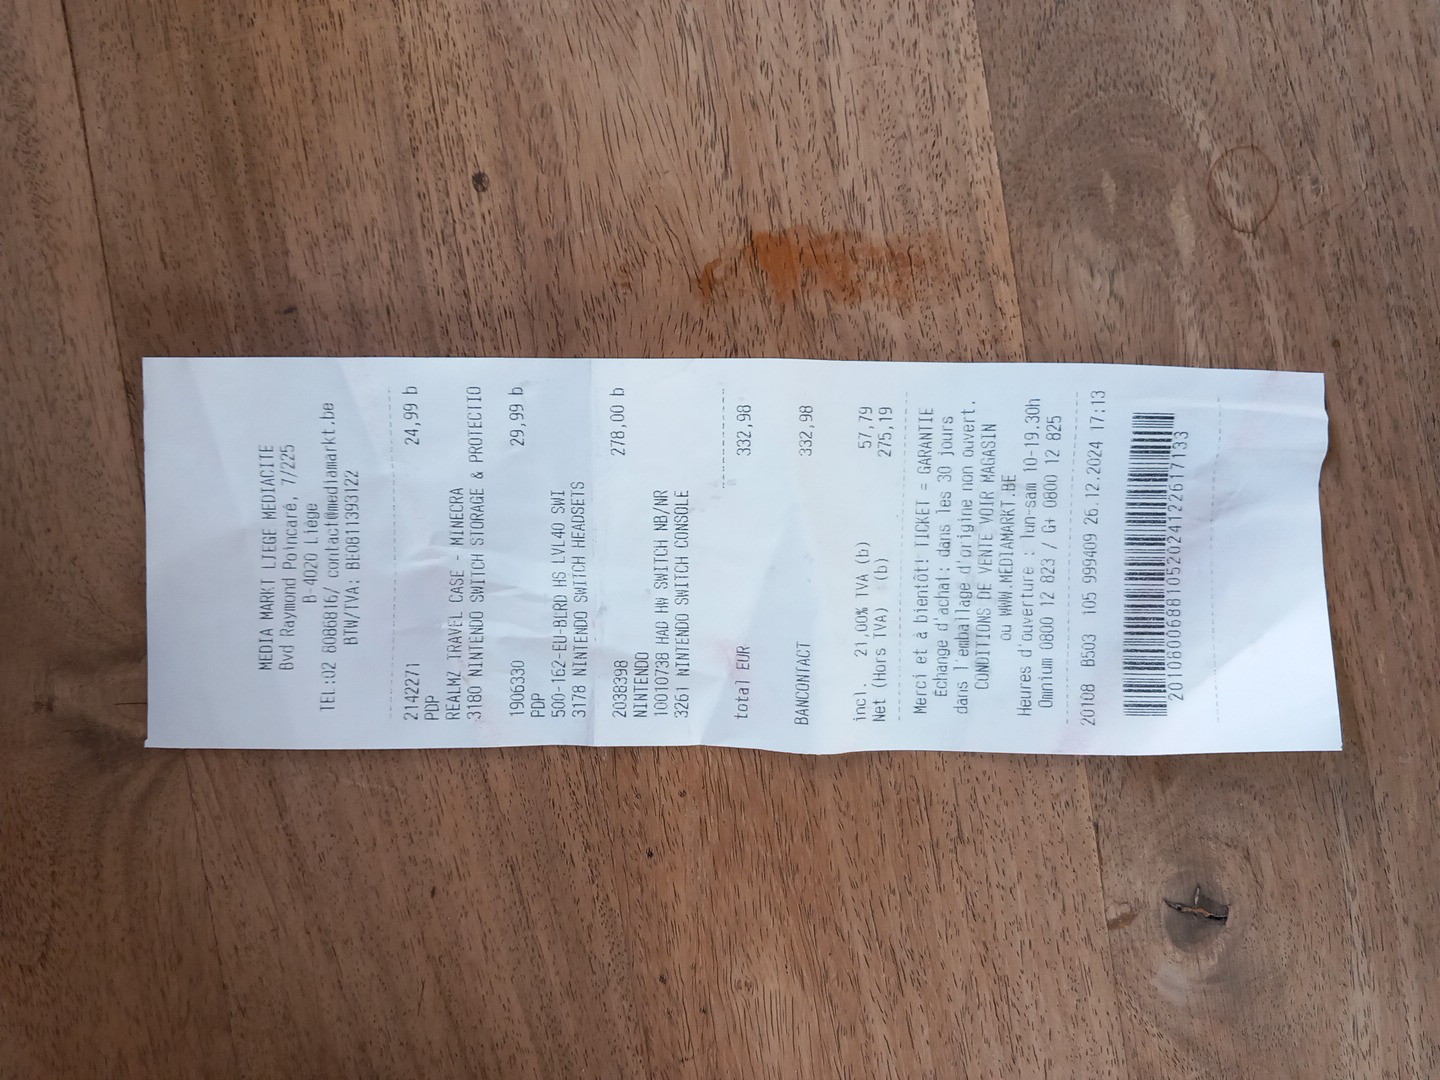 MEDIA MARKT LIEGE MEDIACITE
Bvd Raymond Poincaré, 7/225
B-4020 Liège
TEL:02 8086816/ contact@mediamarkt.be
BTW/TVA: BE0811393122
2142271 24,99 b
PDP
REALMZ TRAVEL CASE - MINECRA
3180 NINTENDO SWITCH STORAGE & PROTECTIO
1906330 29,99 b
PDP
500-162-EU-BLRD HS LVL40 SWI
3178 NINTENDO SWITCH HEADSETS
2038398 278,00 b
NINTENDO
10010738 HAD HW SWITCH NB/NR
3261 NINTENDO SWITCH CONSOLE
total EUR 332,98
BANCONTACT 332,98
incl. 21,00% TVA (b) 57,79
Net (Hors TVA) (b) 275,19
Merci et à bientôt! TICKET = GARANTIE
Echange d'achat: dans les 30 jours
dans l'emballage d'origine non ouvert.
CONDITIONS DE VENTE VOIR MAGASIN
ou WWW.MEDIAMARKT.BE
Heures d'ouverture : lun-sam 10-19.30h
Omnium 0800 12 823 / G+ 0800 12 825
20108 B503 105 999409 26.12.2024 17:13